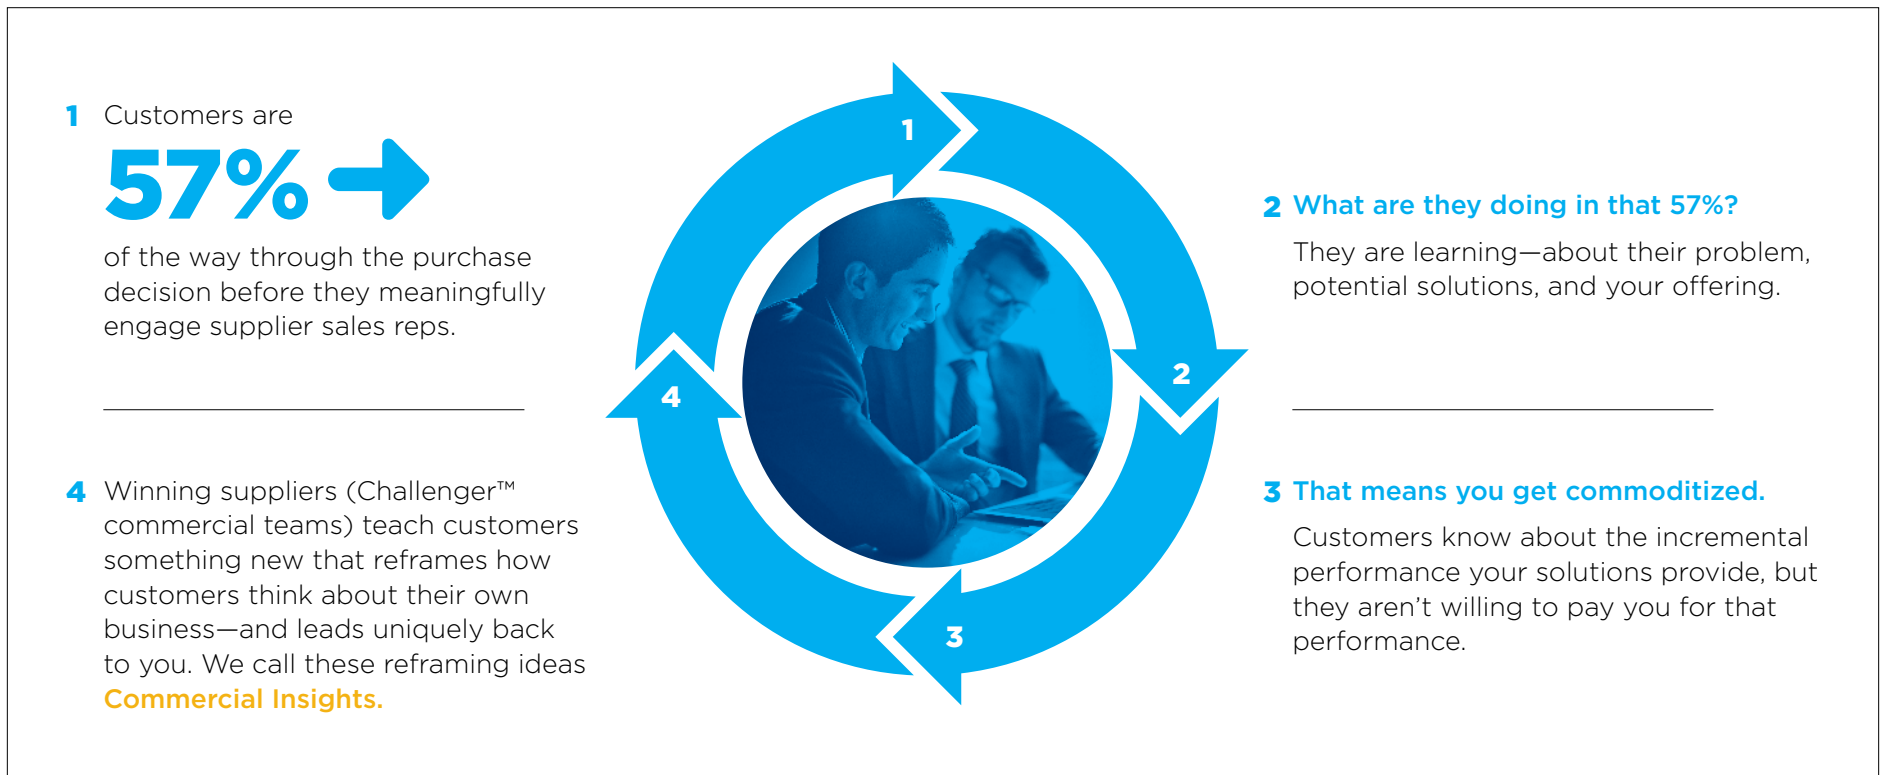 1 Customers are
57%
of the way through the purchase
decision before they meaningfully
engage supplier sales reps.
2 What are they doing in that 57%?
They are learning—about their problem,
potential solutions, and your offering.
3 That means you get commoditized.
Customers know about the incremental
performance your solutions provide, but
they aren’t willing to pay you for that
performance.
4 Winning suppliers (Challenger™
commercial teams) teach customers
something new that reframes how
customers think about their own
business—and leads uniquely back
to you. We call these reframing ideas
Commercial Insights.
1
2
3
4